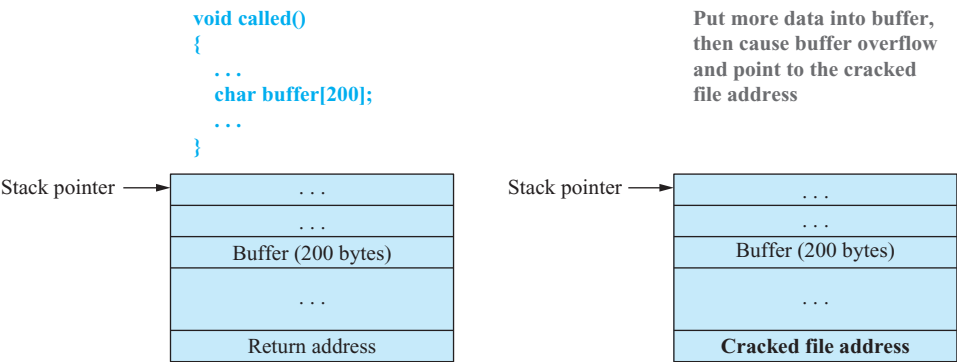 void called()
{
. . .
char buffer[200];
. . .
}
Stack pointer
. . .
. . .
Buffer (200 bytes)
. . .
Return address
Put more data into buffer,
then cause buffer overflow
and point to the cracked
file address
Stack pointer
. . .
. . .
Buffer (200 bytes)
. . .
Cracked file address